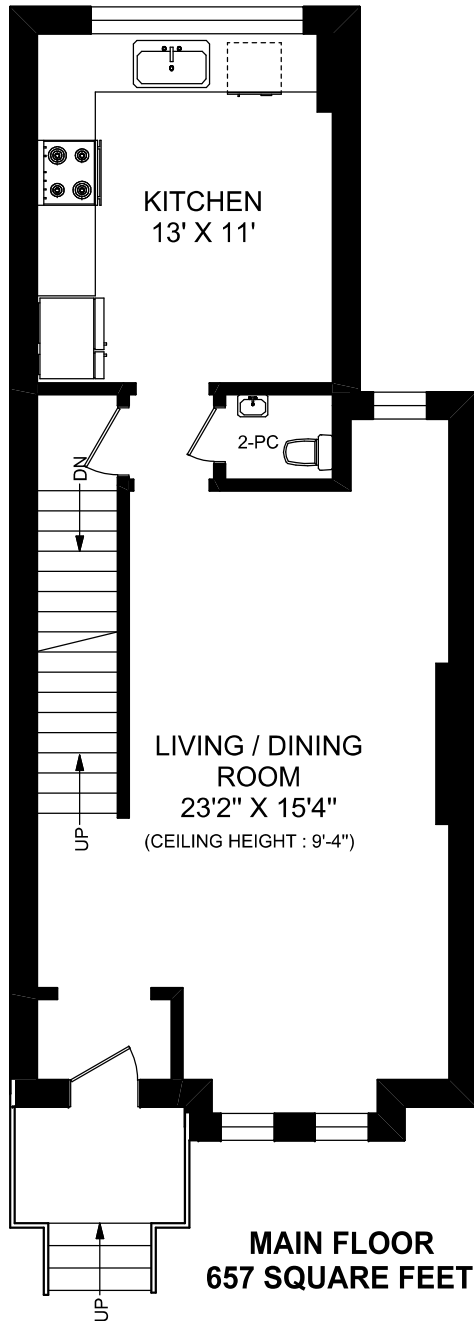 KITCHEN
13' X 11'
2-PC
DN
LIVING / DINING
ROOM
23'2" X 15'4"
(CEILING HEIGHT : 9'-4")
UP
MAIN FLOOR
657 SQUARE FEET
UP